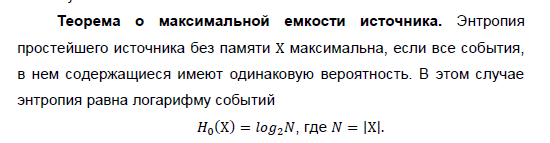 Теорема о максимальной емкости источника. Энтропия
простейшего источника без памяти X максимальна, если все события,
в нем содержащиеся имеют одинаковую вероятность. В этом случае
энтропия равна логарифму событий
H₀(X) = log₂N, где N = |X|.